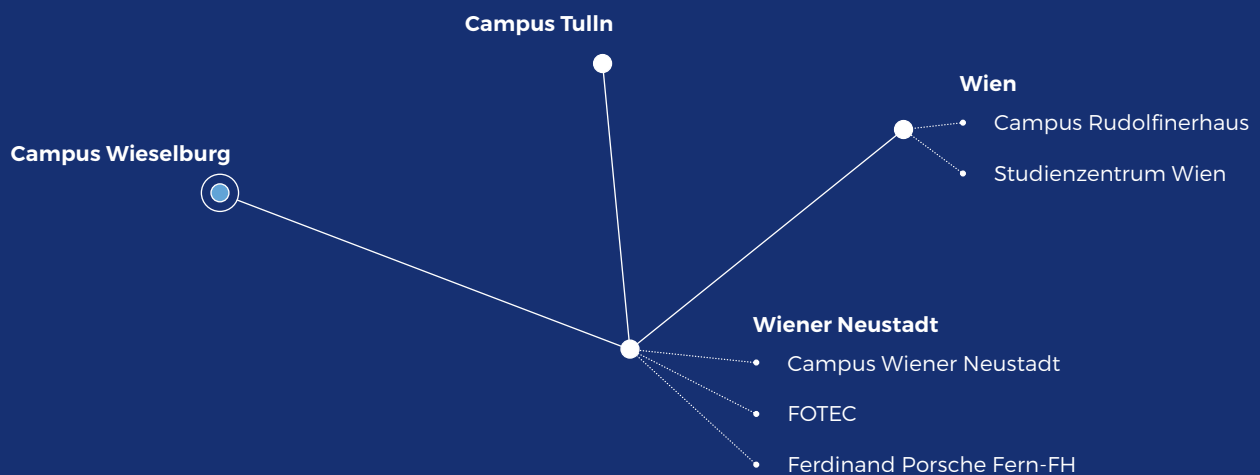 Campus Tulln
Wien
Campus Rudolfinerhaus
Campus Wieselburg
Studienzentrum Wien
Wiener Neustadt
Campus Wiener Neustadt
FOTEC
Ferdinand Porsche Fern-FH